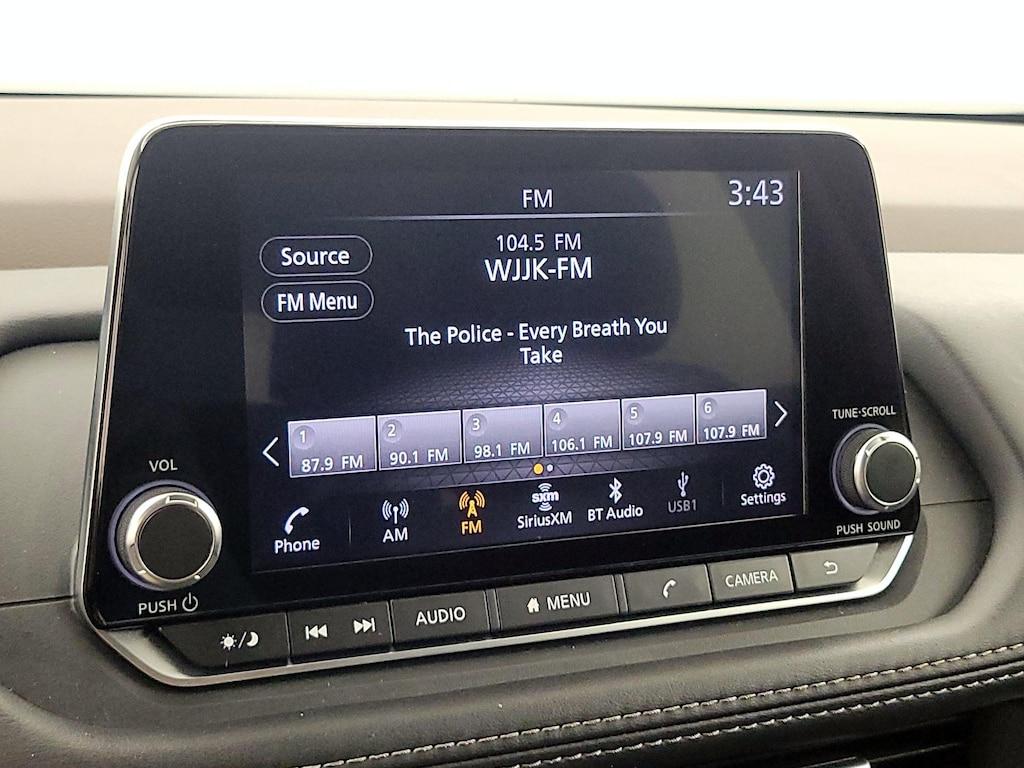 FM
3:43
Source
104.5 FM
WJJK-FM
FM Menu
The Police - Every Breath You
Take
1
87.9 FM
2
90.1 FM
3
98.1 FM
4
106.1 FM
5
107.9 FM
6
107.9 FM
TUNE·SCROLL
VOL
Phone
AM
FM
sxm
SiriusXM
BT Audio
USB1
Settings
PUSH SOUND
PUSH
AUDIO
MENU
CAMERA